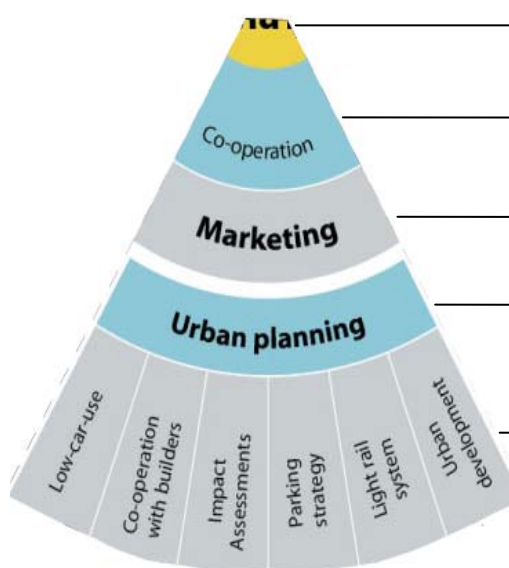 Co-operation
Marketing
Urban planning
Low-car-use
Co-operation
with builders
Impact
Assessments
Parking
strategy
Light rail
system
Urban
development